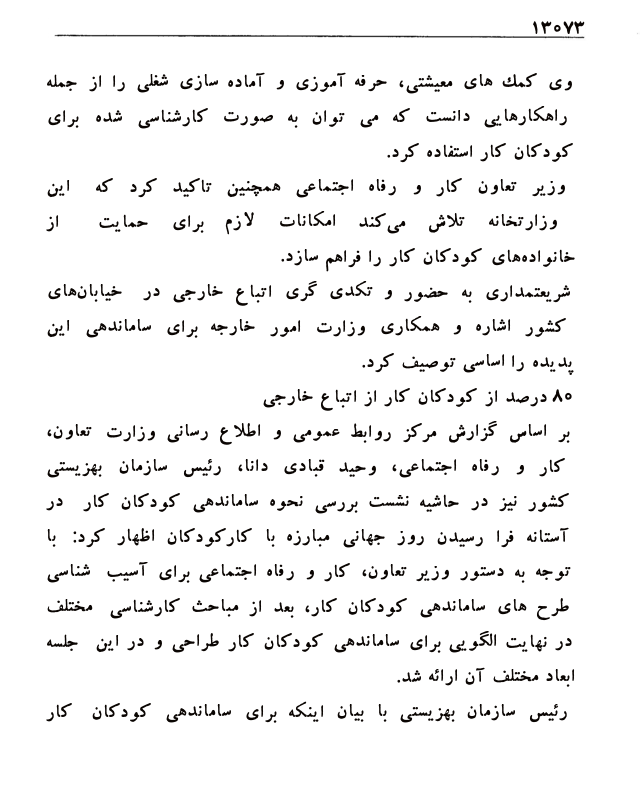 ۱۳۰۷۳
وی کمك های معیشتی، حرفه آموزی و آماده سازی شغلی را از جمله
راهکارهایی دانست که می توان به صورت کارشناسی شده برای
کودکان کار استفاده کرد.
وزیر تعاون کار و رفاه اجتماعی همچنین تاکید کرد که این
وزارتخانه تلاش می‌کند امکانات لازم برای حمایت از
خانواده‌های کودکان کار را فراهم سازد.
شریعتمداری به حضور و تکدی گری اتباع خارجی در خیابان‌های
کشور اشاره و همکاری وزارت امور خارجه برای ساماندهی این
پدیده را اساسی توصیف کرد.
۸۰ درصد از کودکان کار از اتباع خارجی
بر اساس گزارش مرکز روابط عمومی و اطلاع رسانی وزارت تعاون،
کار و رفاه اجتماعی، وحید قبادی دانا، رئیس سازمان بهزیستی
کشور نیز در حاشیه نشست بررسی نحوه ساماندهی کودکان کار در
آستانه فرا رسیدن روز جهانی مبارزه با کارکودکان اظهار کرد: با
توجه به دستور وزیر تعاون، کار و رفاه اجتماعی برای آسیب شناسی
طرح های ساماندهی کودکان کار، بعد از مباحث کارشناسی مختلف
در نهایت الگویی برای ساماندهی کودکان کار طراحی و در این جلسه
ابعاد مختلف آن ارائه شد.
رئیس سازمان بهزیستی با بیان اینکه برای ساماندهی کودکان کار